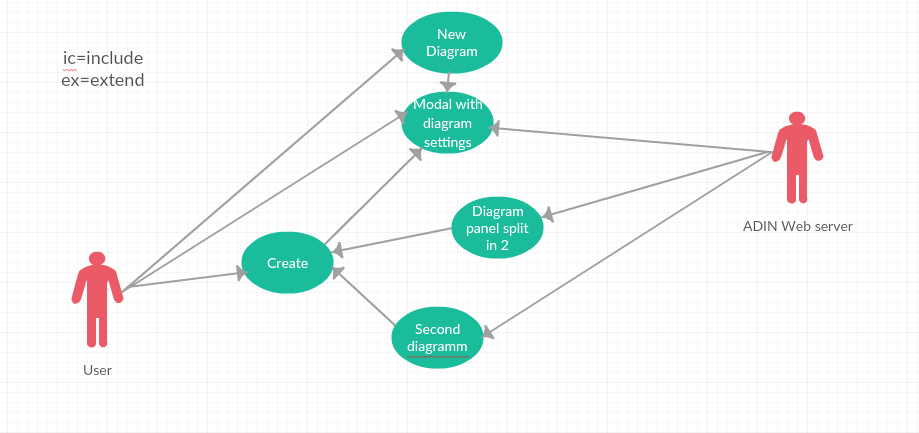 New
Diagram
ic=include
ex=extend
Modal with
diagram
settings
Diagram
panel split
in 2
ADIN Web server
Create
Second
diagramm
User